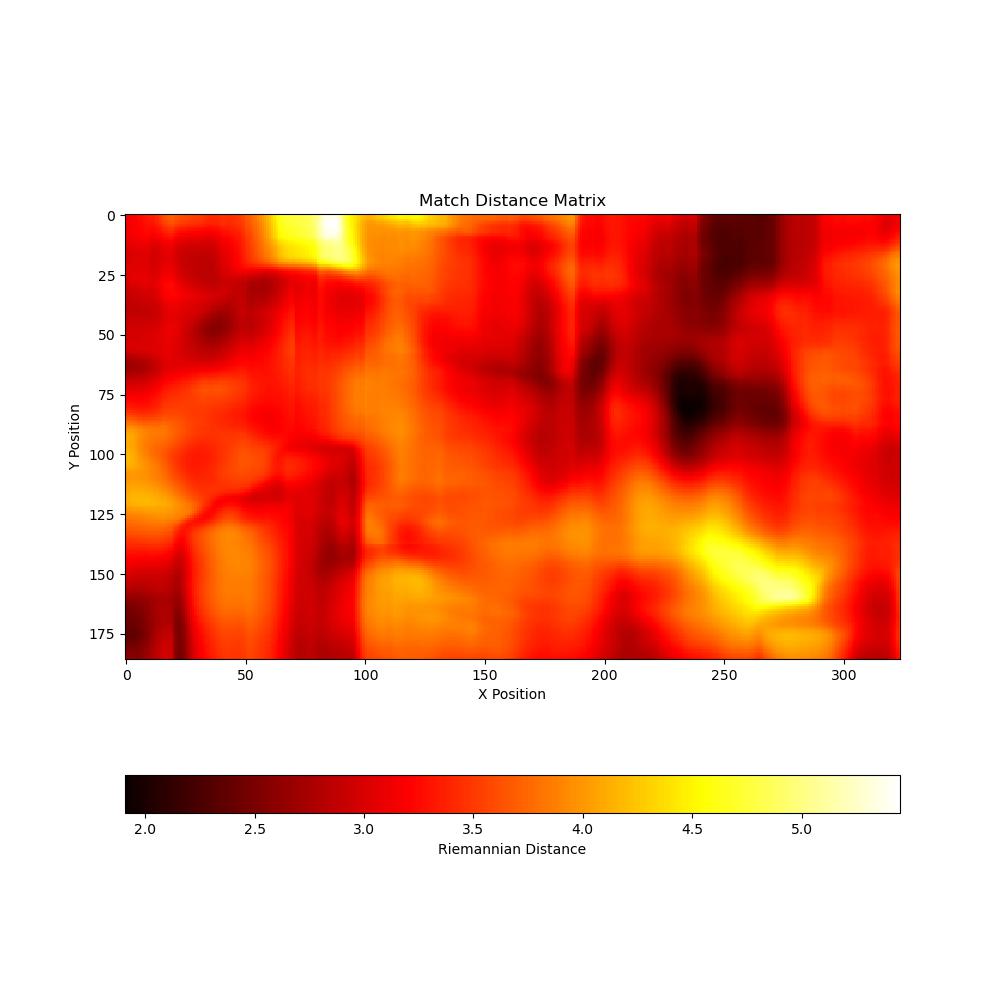 Match Distance Matrix
0
25
50
75
100
125
150
175
Y Position
0 50 100 150 200 250 300
X Position
2.0 2.5 3.0 3.5 4.0 4.5 5.0
Riemannian Distance